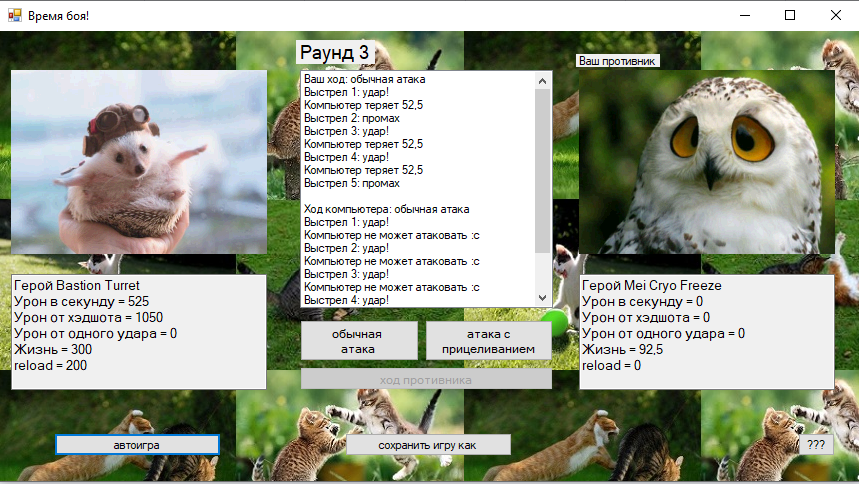 Время боя!
Раунд 3
Ваш противник
Ваш ход: обычная атака
Выстрел 1: удар!
Компьютер теряет 52,5
Выстрел 2: промах
Выстрел 3: удар!
Компьютер теряет 52,5
Выстрел 4: удар!
Компьютер теряет 52,5
Выстрел 5: промах
Ход компьютера: обычная атака
Выстрел 1: удар!
Компьютер не может атаковать :с
Выстрел 2: удар!
Компьютер не может атаковать :с
Выстрел 3: удар!
Компьютер не может атаковать :с
Выстрел 4: удар!
Герой Bastion Turret
Урон в секунду = 525
Урон от хэдшота = 1050
Урон от одного удара = 0
Жизнь = 300
reload = 200
обычная
атака
атака с
прицеливанием
ход противника
Герой Mei Cryo Freeze
Урон в секунду = 0
Урон от хэдшота = 0
Урон от одного удара = 0
Жизнь = 92,5
reload = 0
автоигра
сохранить игру как
???